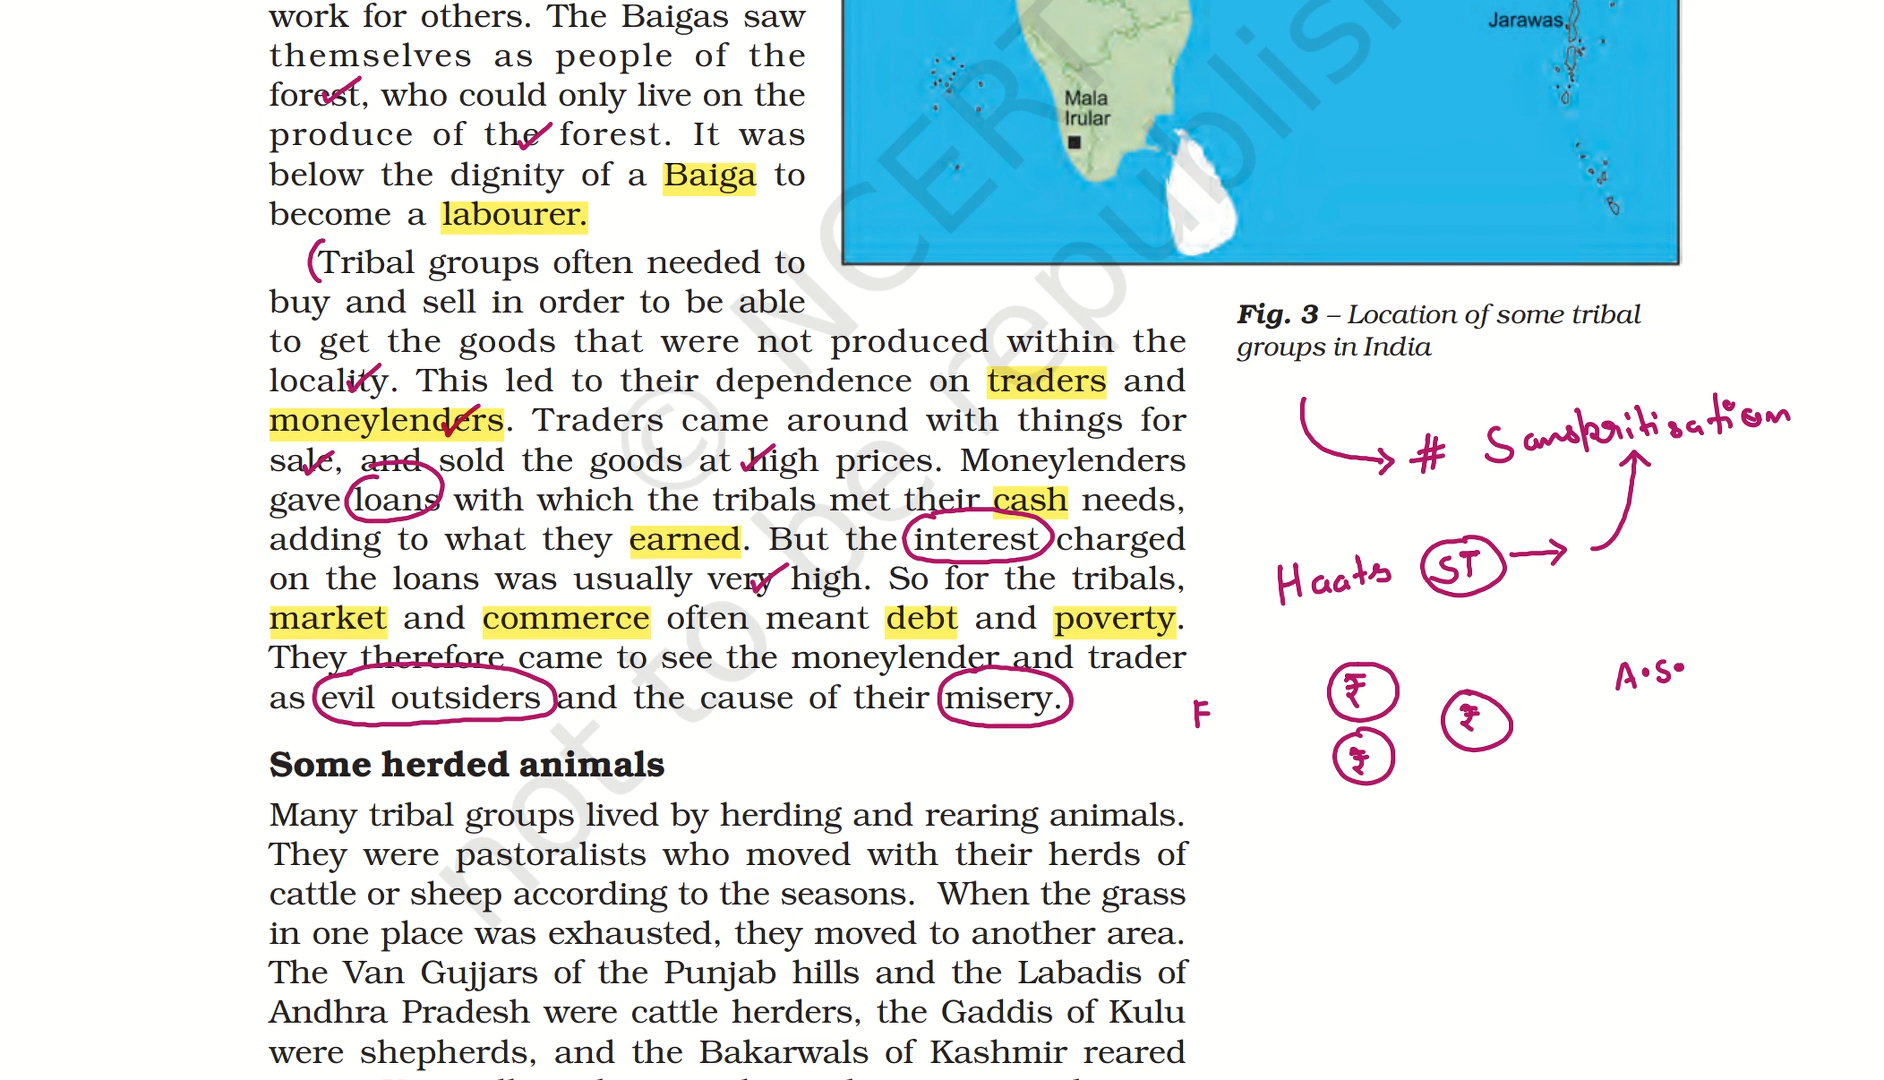 work for others. The Baigas saw
themselves as people of the
forest, who could only live on the
produce of the forest. It was
below the dignity of a Baiga to
become a labourer.
(Tribal groups often needed to
buy and sell in order to be able
to get the goods that were not produced within the
locality. This led to their dependence on traders and
moneylenders. Traders came around with things for
sale, and sold the goods at high prices. Moneylenders
gave loans with which the tribals met their cash needs,
adding to what they earned. But the interest charged
on the loans was usually very high. So for the tribals,
market and commerce often meant debt and poverty.
They therefore came to see the moneylender and trader
as evil outsiders and the cause of their misery.
Some herded animals
Many tribal groups lived by herding and rearing animals.
They were pastoralists who moved with their herds of
cattle or sheep according to the seasons. When the grass
in one place was exhausted, they moved to another area.
The Van Gujjars of the Punjab hills and the Labadis of
Andhra Pradesh were cattle herders, the Gaddis of Kulu
were shepherds, and the Bakarwals of Kashmir reared
Jarawas
Mala
Irular
Fig. 3 – Location of some tribal
groups in India
# Sanskritisation
Haats ST
₹
₹
₹
A.S.
F
© NCERT
not to be republis